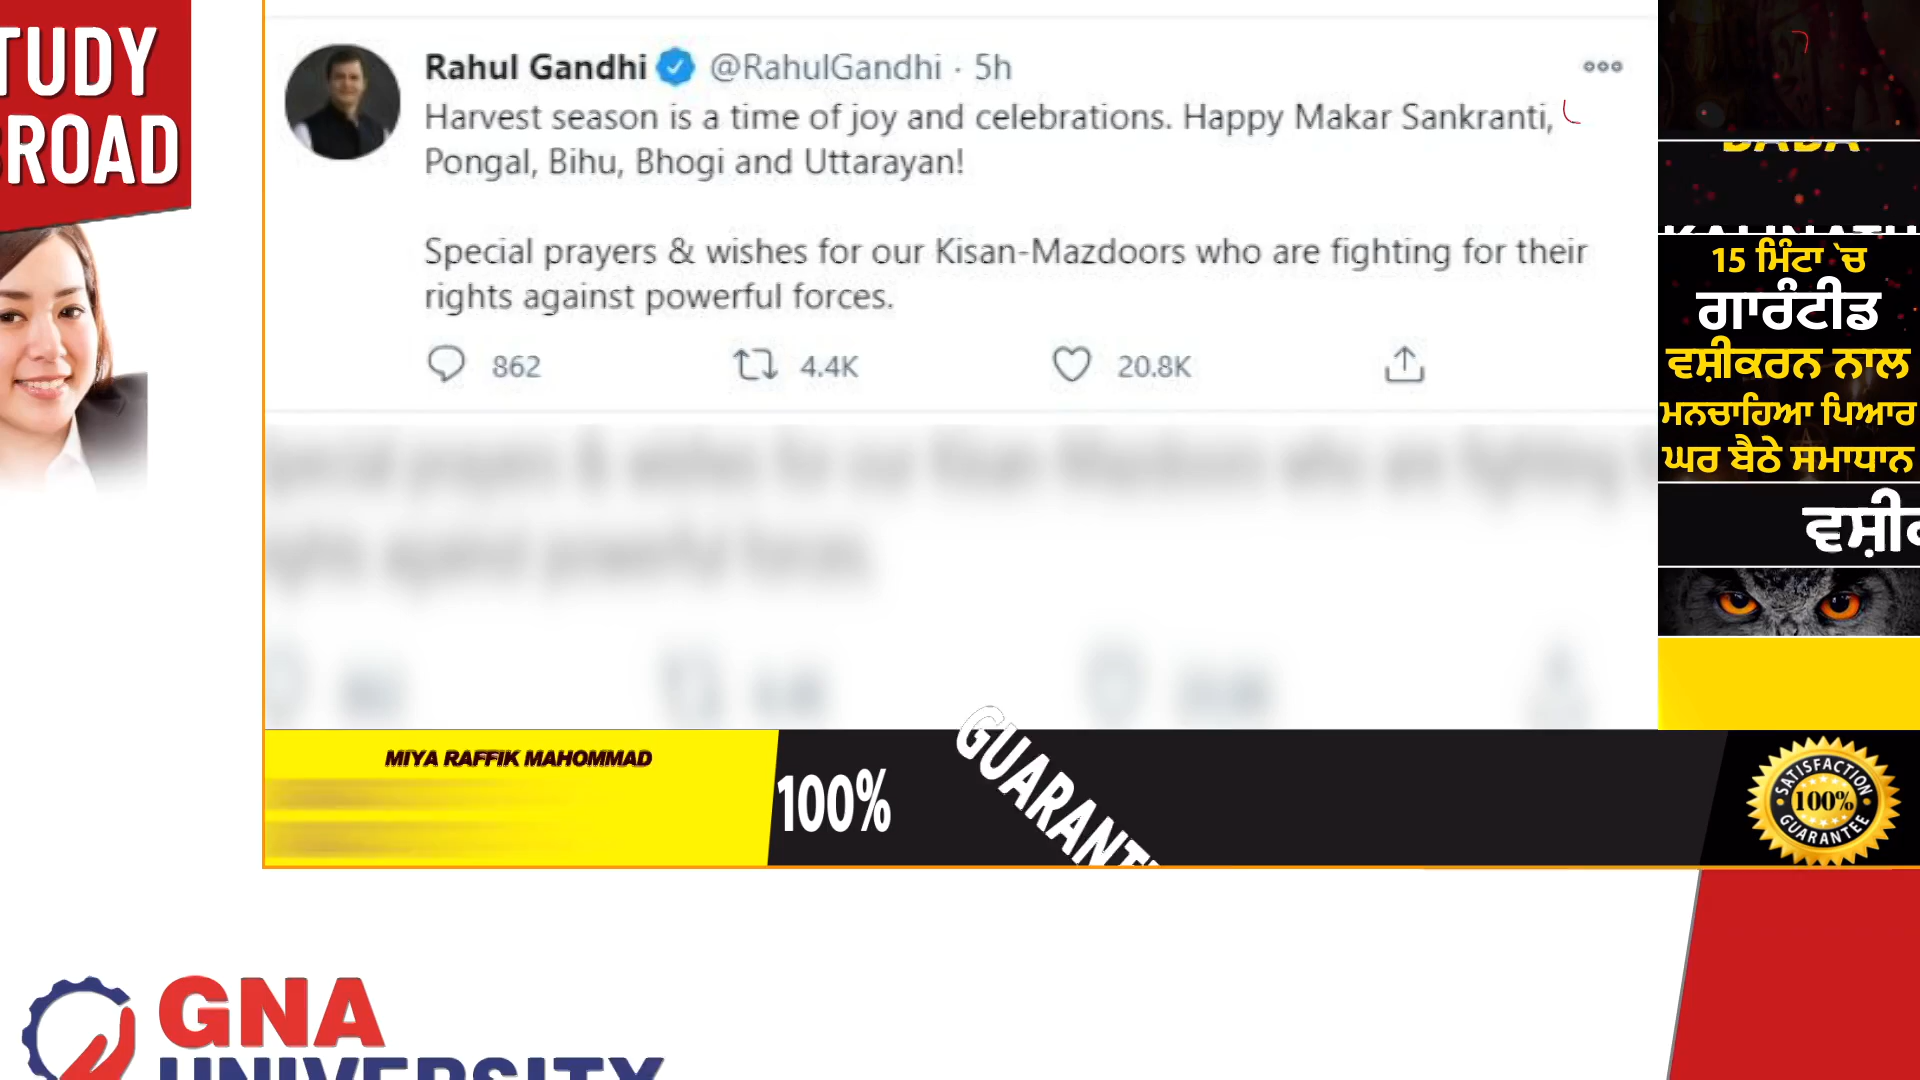 TUDY
BROAD
Rahul Gandhi @RahulGandhi · 5h
Harvest season is a time of joy and celebrations. Happy Makar Sankranti,
Pongal, Bihu, Bhogi and Uttarayan!
Special prayers & wishes for our Kisan-Mazdoors who are fighting for their
rights against powerful forces.
862 4.4K 20.8K
BABA
15 ਮਿੰਟਾ `ਚ
ਗਾਰੰਟੀਡ
ਵਸ਼ੀਕਰਨ ਨਾਲ
ਮਨਚਾਹਿਆ ਪਿਆਰ
ਘਰ ਬੈਠੇ ਸਮਾਧਾਨ
ਵਸ਼ੀਕ
MIYA RAFFIK MAHOMMAD
100%
GUARANT
SATISFACTION
100%
GUARANTEE
GNA
UNIVERSITY